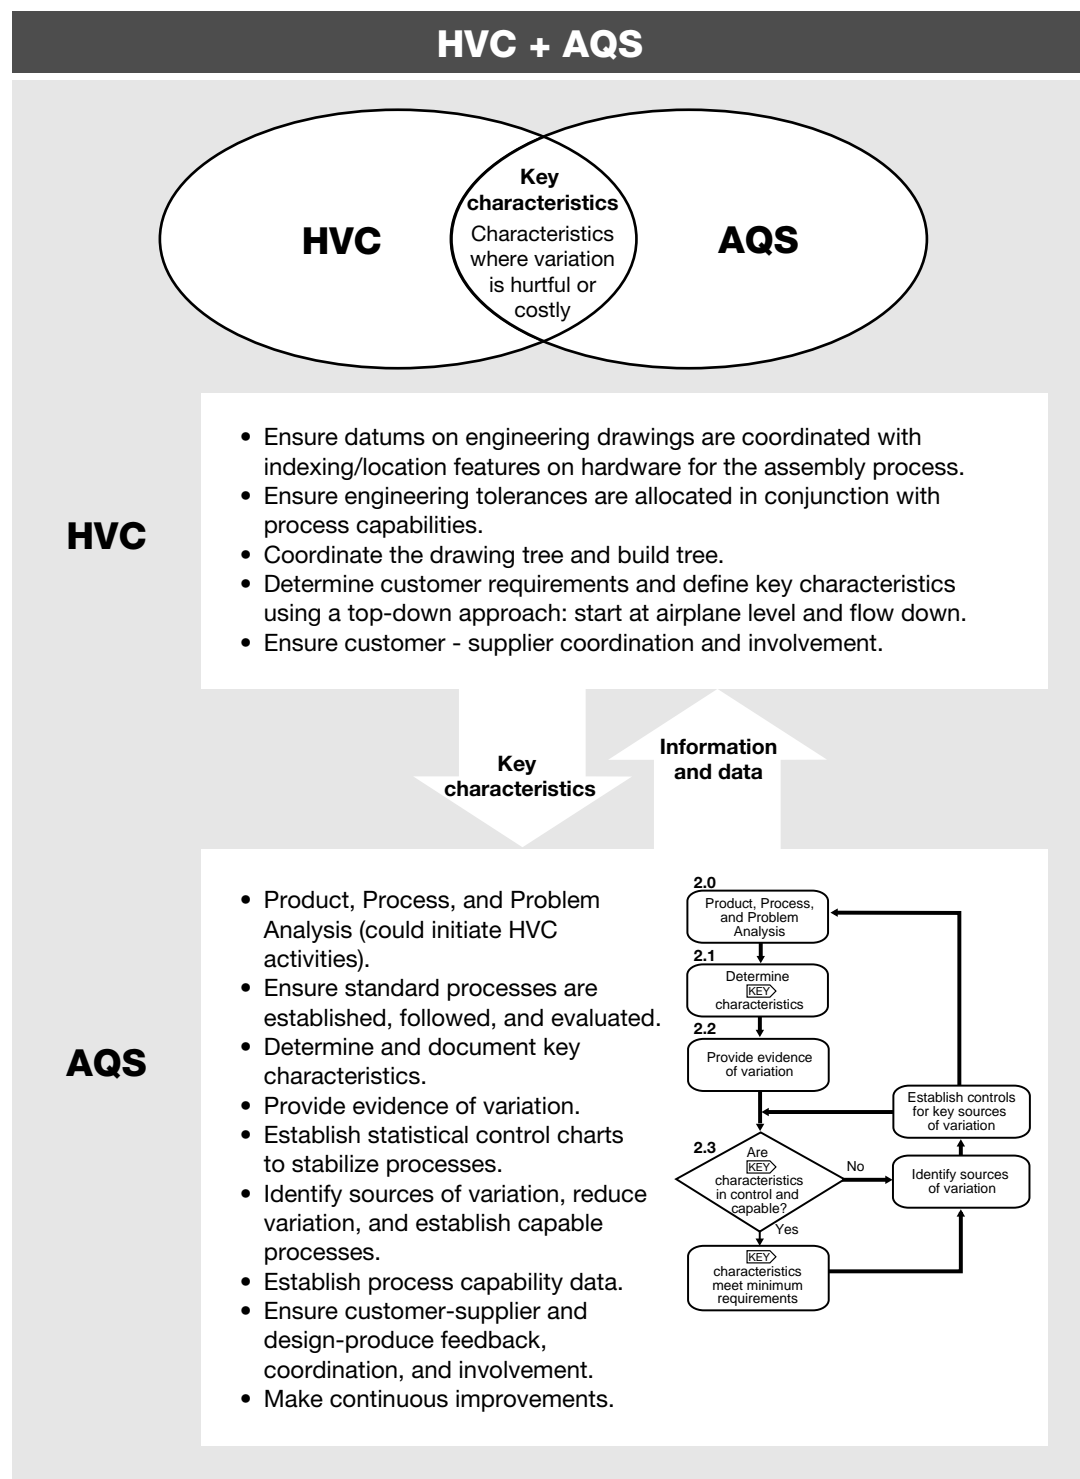 HVC + AQS
HVC
Key
characteristics
Characteristics
where variation
is hurtful or
costly
AQS
HVC
• Ensure datums on engineering drawings are coordinated with
indexing/location features on hardware for the assembly process.
• Ensure engineering tolerances are allocated in conjunction with
process capabilities.
• Coordinate the drawing tree and build tree.
• Determine customer requirements and define key characteristics
using a top-down approach: start at airplane level and flow down.
• Ensure customer - supplier coordination and involvement.
Key
characteristics
Information
and data
AQS
• Product, Process, and Problem
Analysis (could initiate HVC
activities).
• Ensure standard processes are
established, followed, and evaluated.
• Determine and document key
characteristics.
• Provide evidence of variation.
• Establish statistical control charts
to stabilize processes.
• Identify sources of variation, reduce
variation, and establish capable
processes.
• Establish process capability data.
• Ensure customer-supplier and
design-produce feedback,
coordination, and involvement.
• Make continuous improvements.
2.0
Product, Process,
and Problem
Analysis
2.1
Determine
KEY
characteristics
2.2
Provide evidence
of variation
Establish controls
for key sources
of variation
2.3
Are
KEY
characteristics
in control and
capable?
No
Identify sources
of variation
Yes
KEY
characteristics
meet minimum
requirements